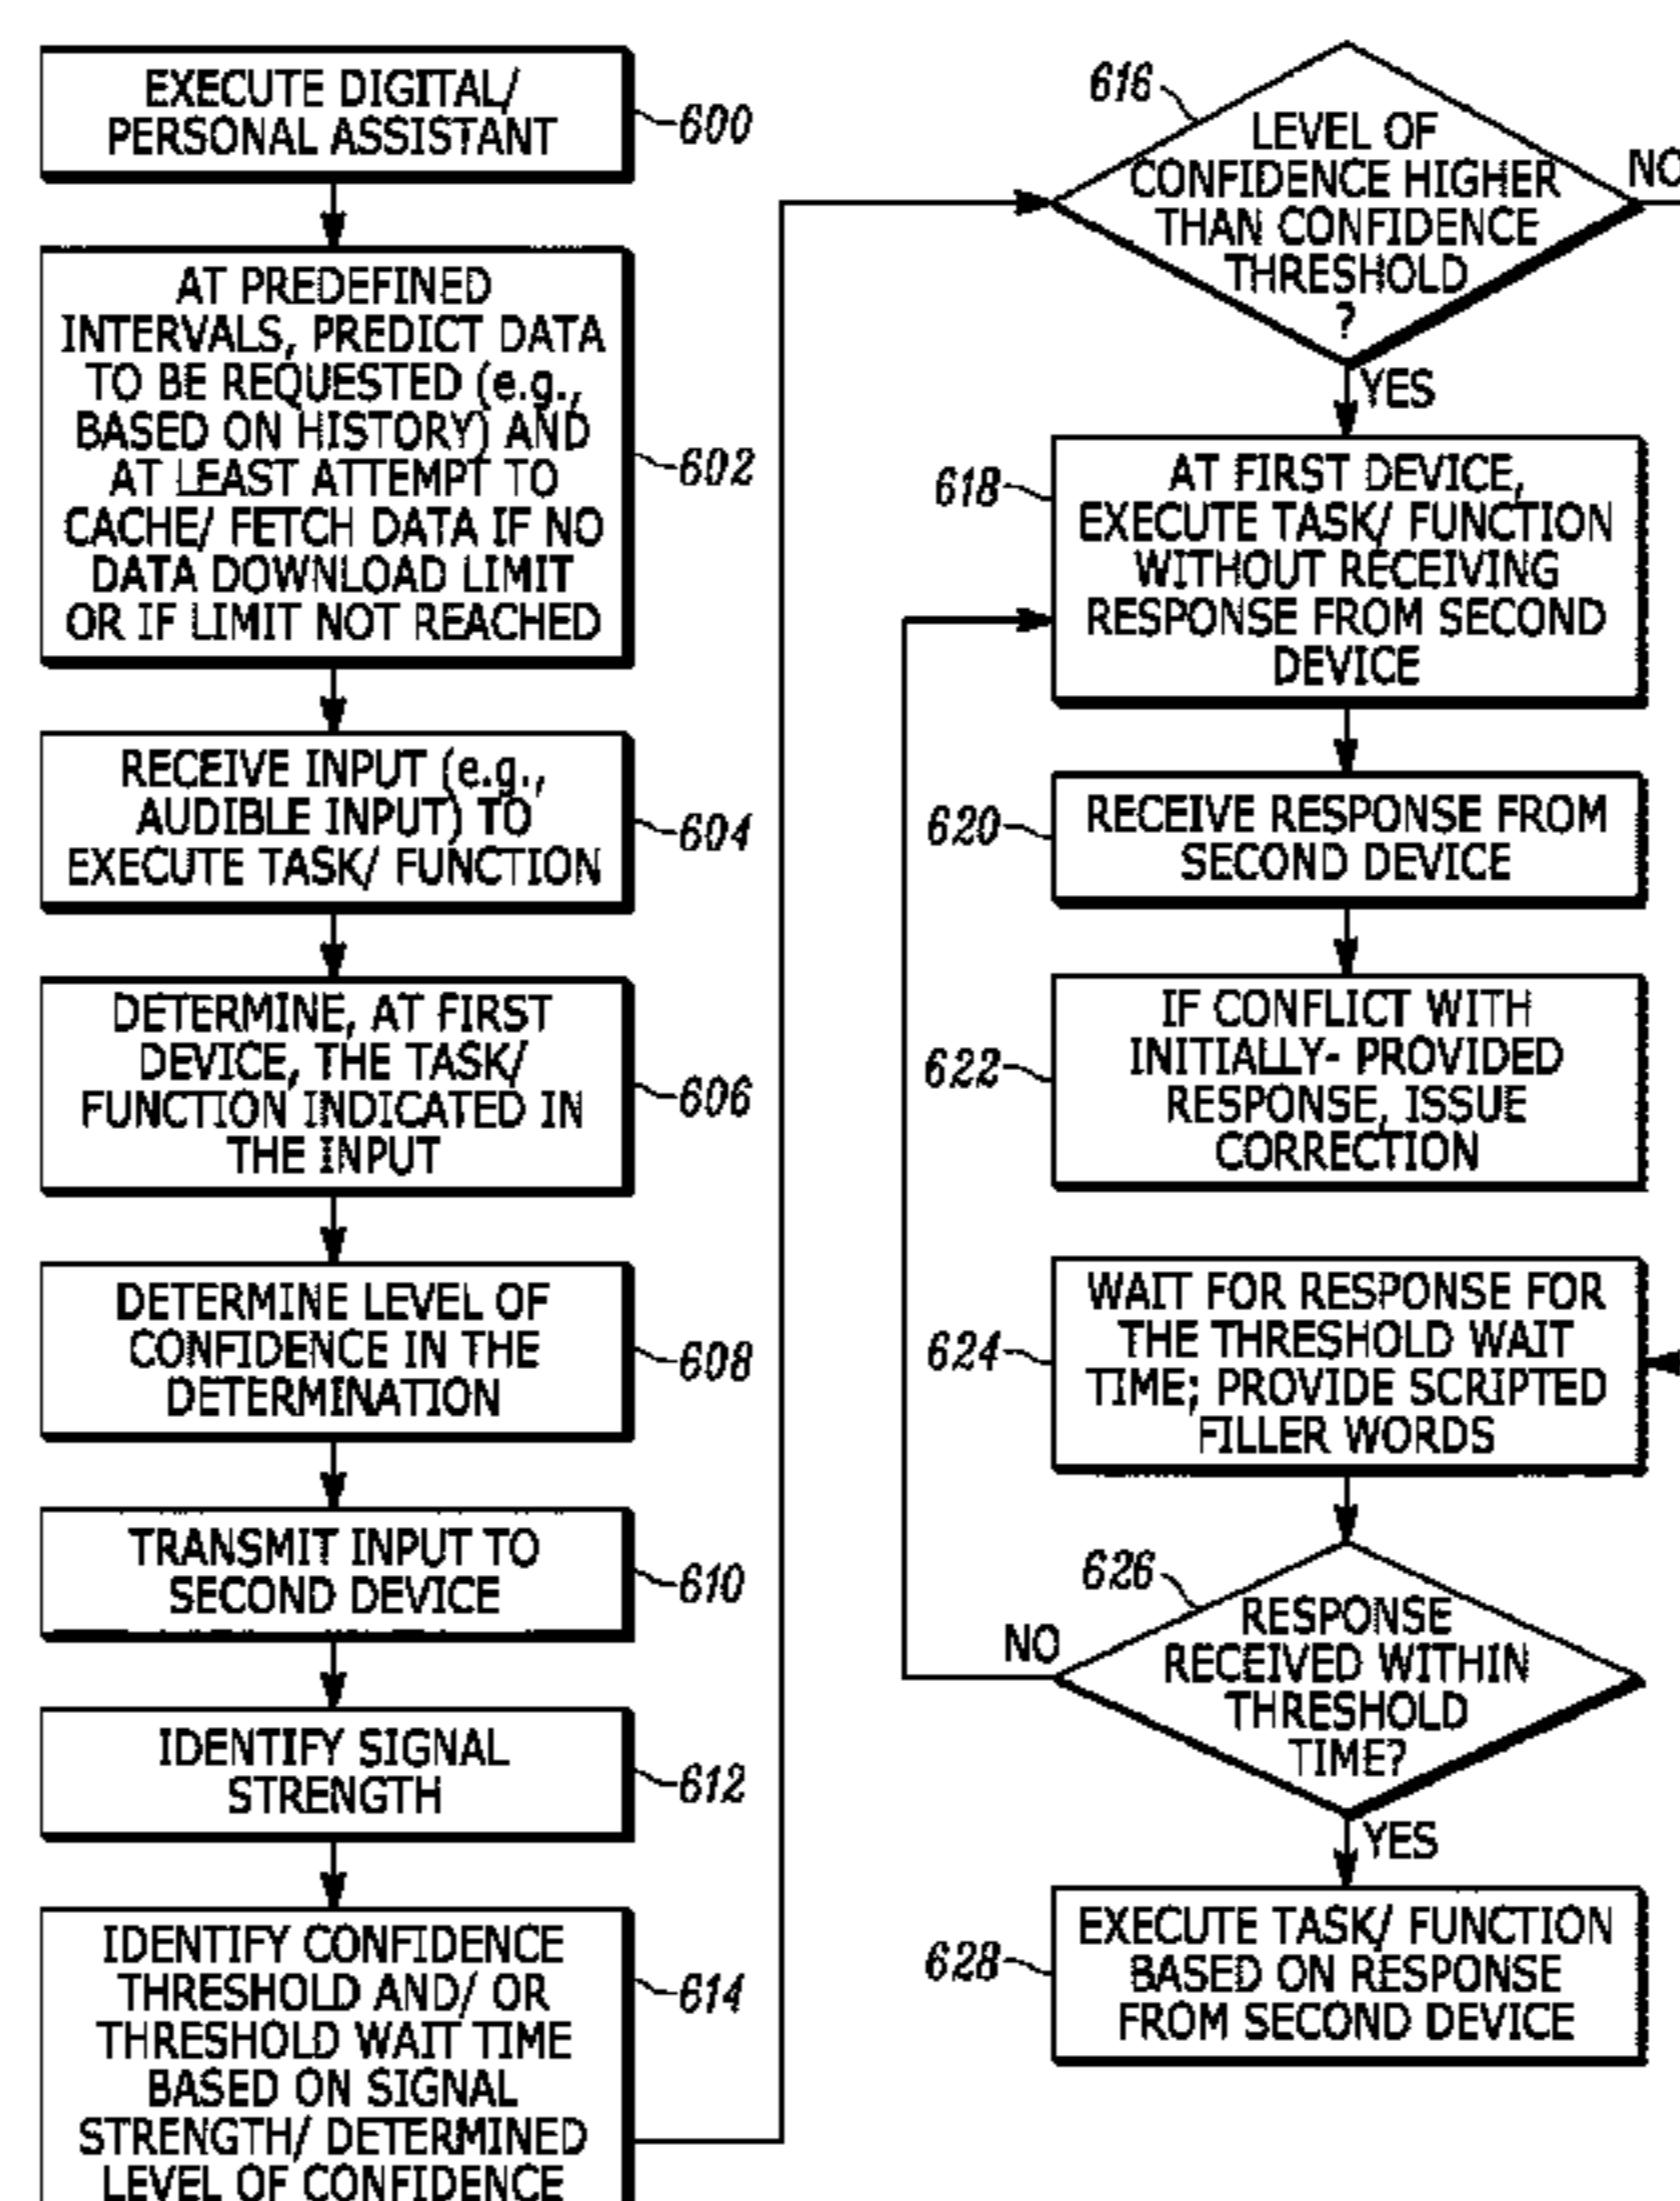 EXECUTE DIGITAL/
PERSONAL ASSISTANT
600
AT PREDEFINED
INTERVALS, PREDICT DATA
TO BE REQUESTED (e.g.,
BASED ON HISTORY) AND
AT LEAST ATTEMPT TO
CACHE/ FETCH DATA IF NO
DATA DOWNLOAD LIMIT
OR IF LIMIT NOT REACHED
602
RECEIVE INPUT (e.g.,
AUDIBLE INPUT) TO
EXECUTE TASK/ FUNCTION
604
DETERMINE, AT FIRST
DEVICE, THE TASK/
FUNCTION INDICATED IN
THE INPUT
606
DETERMINE LEVEL OF
CONFIDENCE IN THE
DETERMINATION
608
TRANSMIT INPUT TO
SECOND DEVICE
610
IDENTIFY SIGNAL
STRENGTH
612
IDENTIFY CONFIDENCE
THRESHOLD AND/ OR
THRESHOLD WAIT TIME
BASED ON SIGNAL
STRENGTH/ DETERMINED
LEVEL OF CONFIDENCE
614
616
LEVEL OF
CONFIDENCE HIGHER
THAN CONFIDENCE
THRESHOLD
?
NO
YES
618
AT FIRST DEVICE,
EXECUTE TASK/ FUNCTION
WITHOUT RECEIVING
RESPONSE FROM SECOND
DEVICE
620
RECEIVE RESPONSE FROM
SECOND DEVICE
622
IF CONFLICT WITH
INITIALLY- PROVIDED
RESPONSE, ISSUE
CORRECTION
624
WAIT FOR RESPONSE FOR
THE THRESHOLD WAIT
TIME; PROVIDE SCRIPTED
FILLER WORDS
626
RESPONSE
RECEIVED WITHIN
THRESHOLD
TIME?
NO
YES
628
EXECUTE TASK/ FUNCTION
BASED ON RESPONSE
FROM SECOND DEVICE